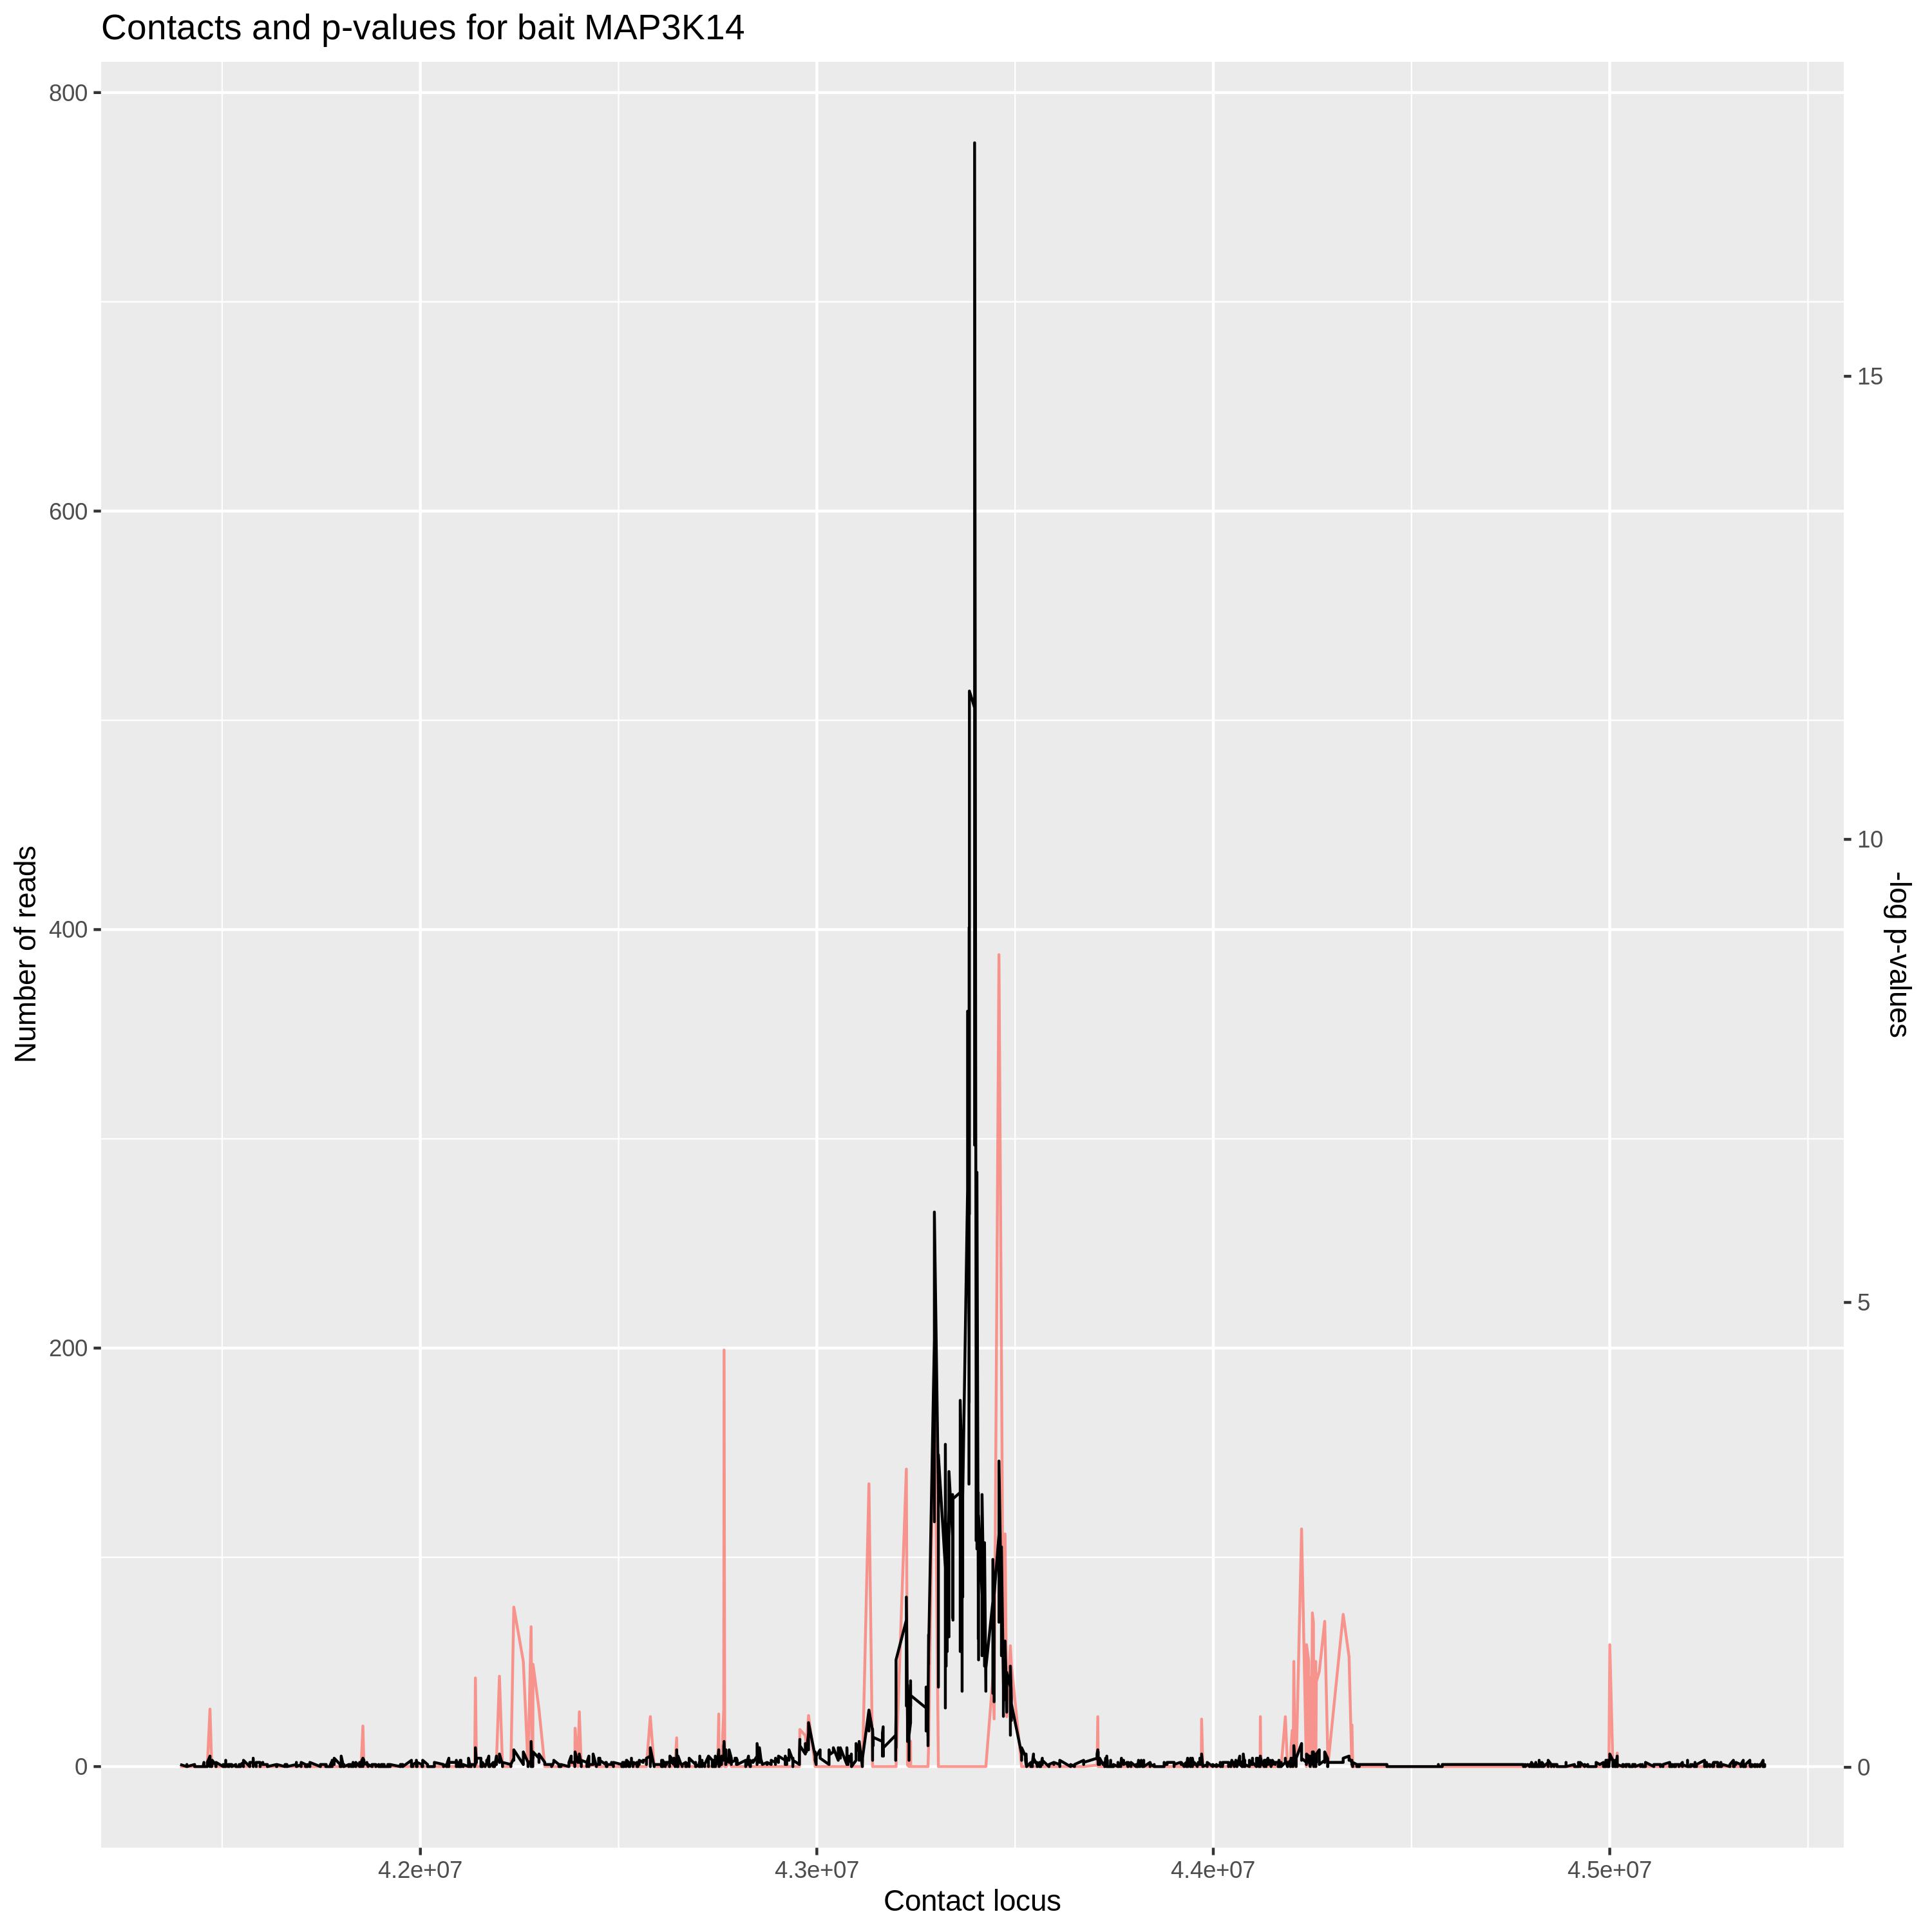 Contacts and p-values for bait MAP3K14
800
600
400
200
0
Number of reads
15
10
5
0
-log p-values
4.2e+07
4.3e+07
4.4e+07
4.5e+07
Contact locus